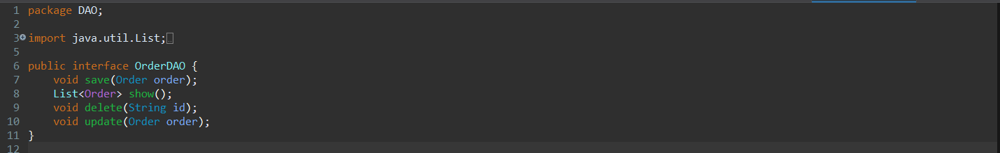 1 package DAO;
2
3 import java.util.List;
5
6 public interface OrderDAO {
7     void save(Order order);
8     List<Order> show();
9     void delete(String id);
10     void update(Order order);
11 }
12